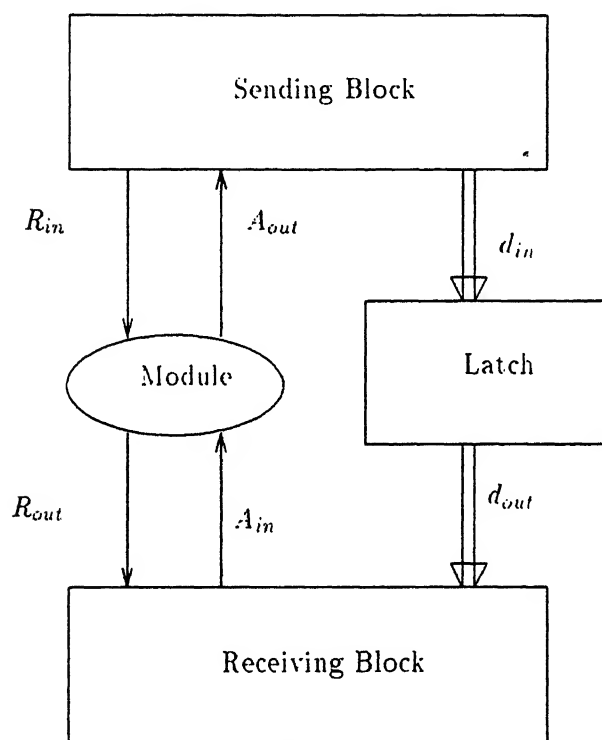 Sending Block
R_in A_out
d_in
Module
Latch
R_out A_in d_out
Receiving Block